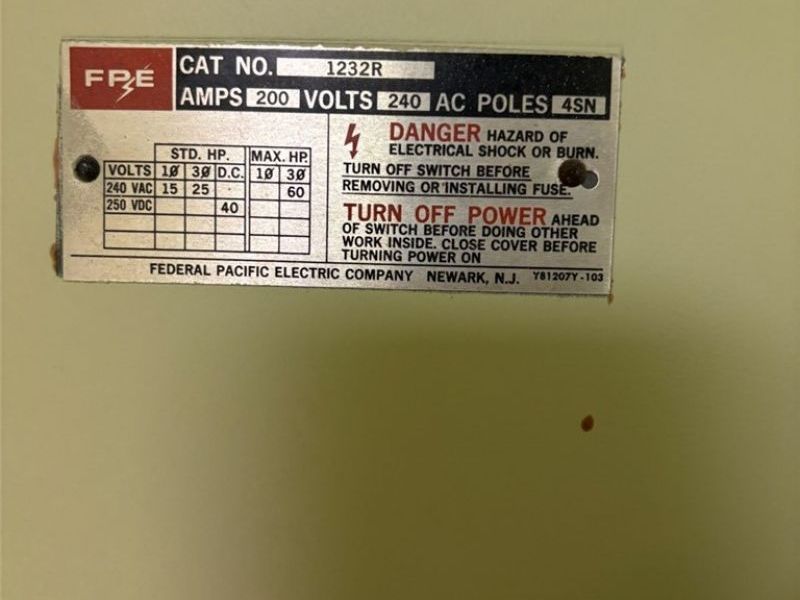 FPE
CAT NO. 1232R
AMPS 200 VOLTS 240 AC POLES 4SN
STD. HP. MAX. HP.
VOLTS 1Ø 3Ø D.C. 1Ø 3Ø
240 VAC 15 25 60
250 VDC 40
DANGER HAZARD OF
ELECTRICAL SHOCK OR BURN.
TURN OFF SWITCH BEFORE
REMOVING OR INSTALLING FUSE.
TURN OFF POWER AHEAD
OF SWITCH BEFORE DOING OTHER
WORK INSIDE. CLOSE COVER BEFORE
TURNING POWER ON
FEDERAL PACIFIC ELECTRIC COMPANY NEWARK, N.J. Y81207Y-103